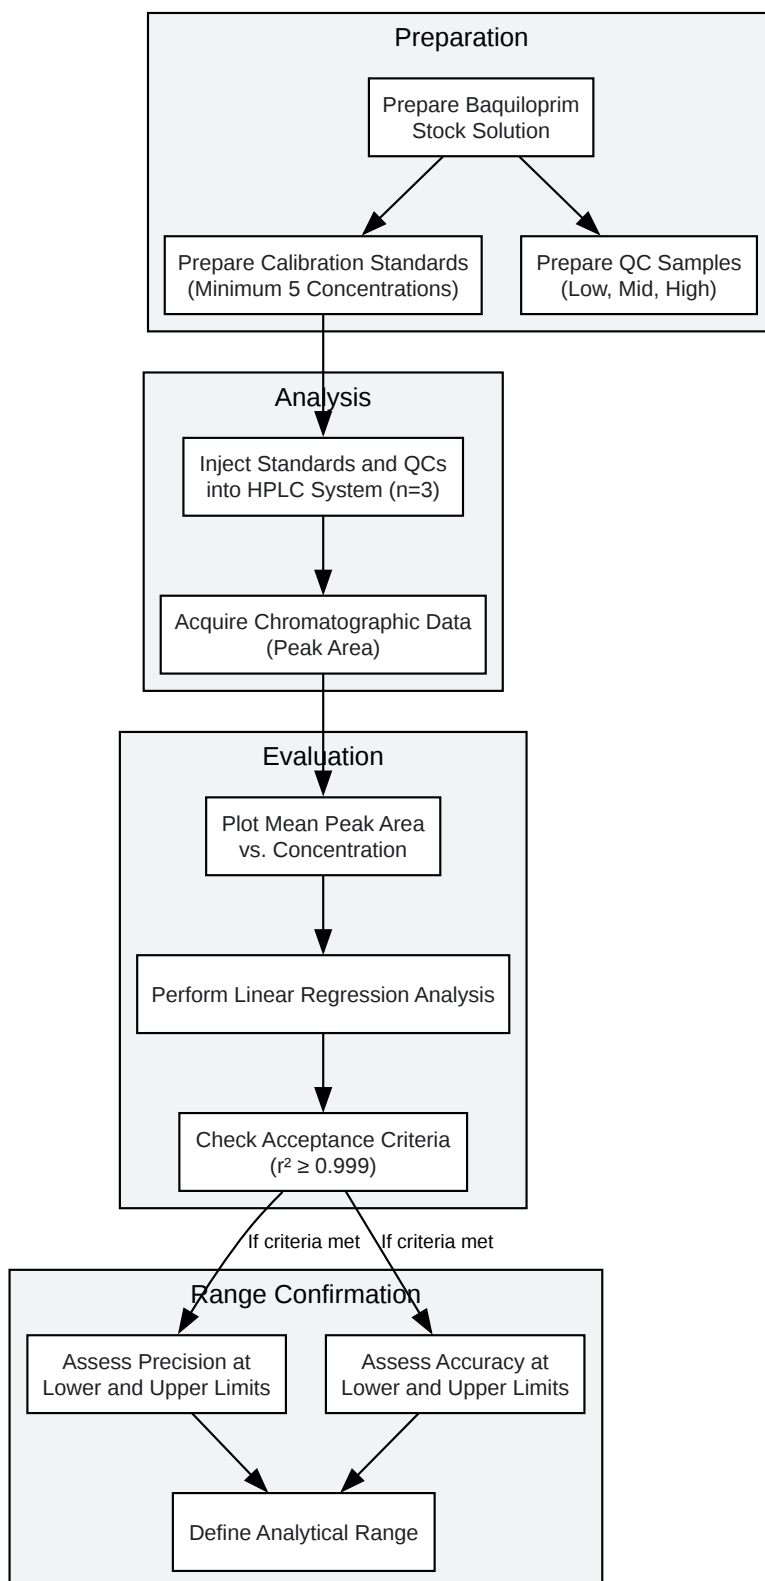 Preparation
Prepare Baquiloprim
Stock Solution
Prepare Calibration Standards
(Minimum 5 Concentrations)
Prepare QC Samples
(Low, Mid, High)
Analysis
Inject Standards and QCs
into HPLC System (n=3)
Acquire Chromatographic Data
(Peak Area)
Evaluation
Plot Mean Peak Area
vs. Concentration
Perform Linear Regression Analysis
Check Acceptance Criteria
(r² ≥ 0.999)
If criteria met
If criteria met
Range Confirmation
Assess Precision at
Lower and Upper Limits
Assess Accuracy at
Lower and Upper Limits
Define Analytical Range